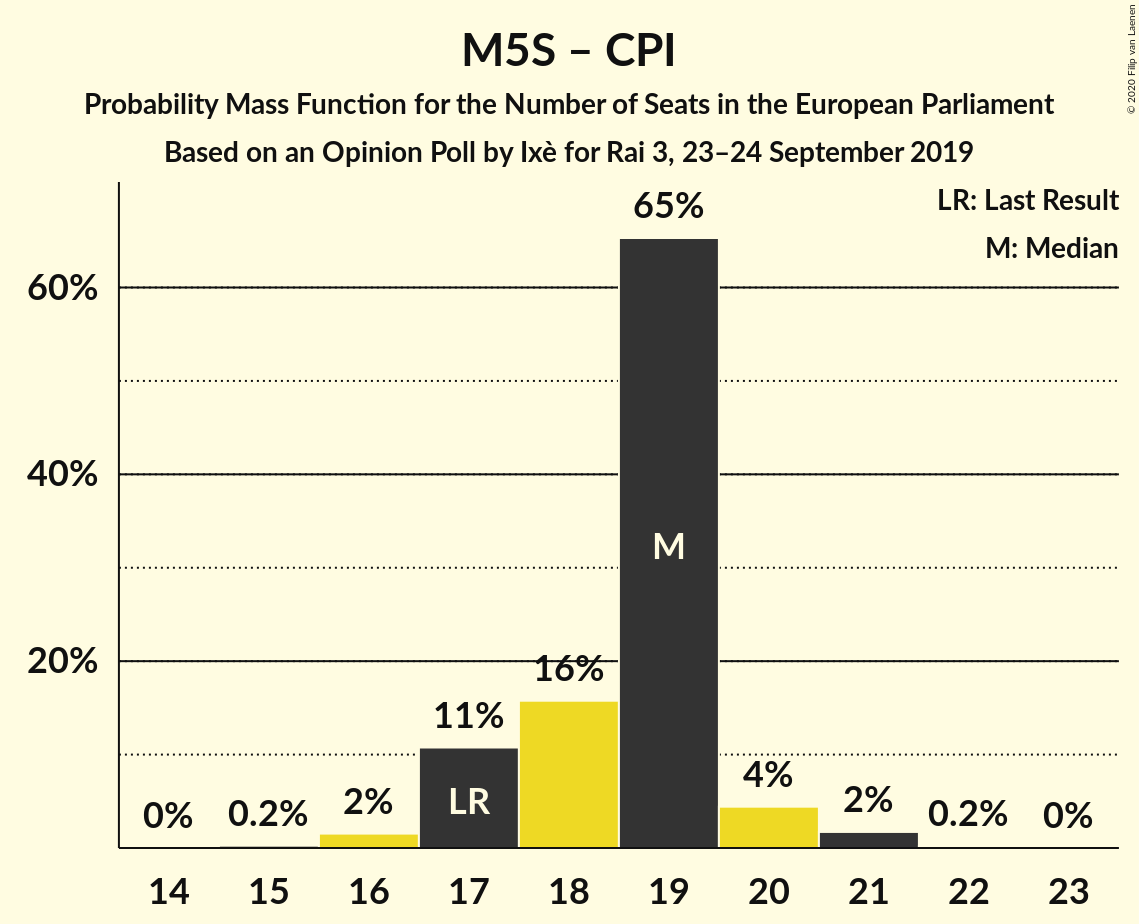 M5S – CPI
Probability Mass Function for the Number of Seats in the European Parliament
Based on an Opinion Poll by Ixè for Rai 3, 23–24 September 2019
© 2020 Filip van Laenen
LR: Last Result
M: Median
60%
40%
20%
0%
0.2%
2%
11%
16%
65%
4%
2%
0.2%
0%
LR
M
14 15 16 17 18 19 20 21 22 23